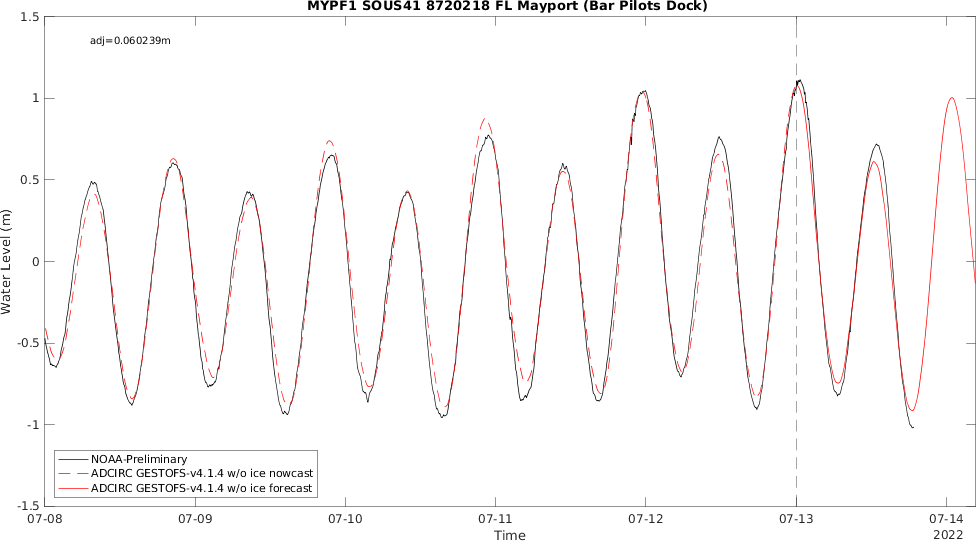 MYPF1 SOUS41 8720218 FL Mayport (Bar Pilots Dock)
adj=0.060239m
1.5
1
0.5
0
-0.5
-1
-1.5
Water Level (m)
NOAA-Preliminary
ADCIRC GESTOFS-v4.1.4 w/o ice nowcast
ADCIRC GESTOFS-v4.1.4 w/o ice forecast
07-08 07-09 07-10 07-11 07-12 07-13 07-14
Time
2022